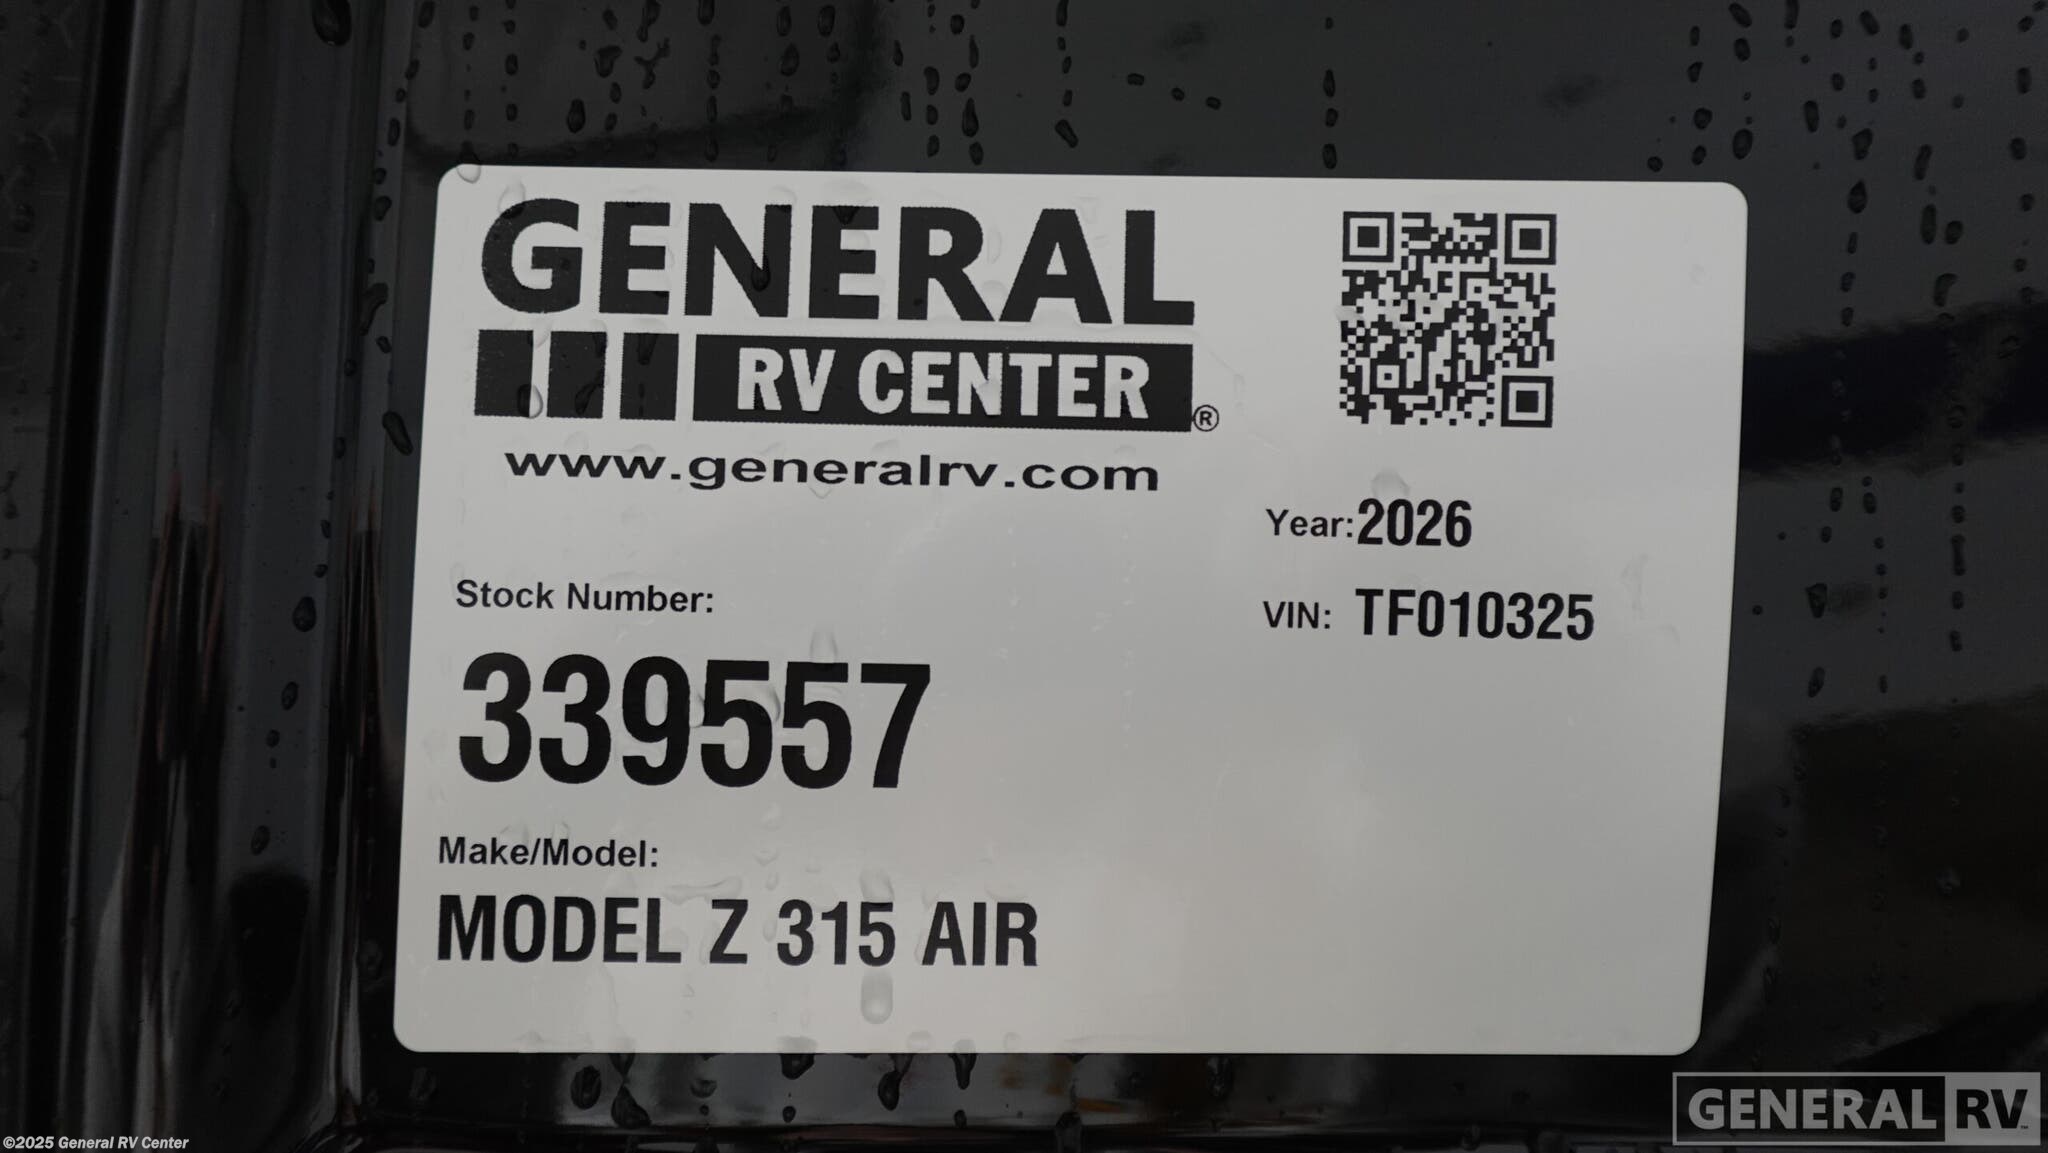 GENERAL
RV CENTER®
www.generalrv.com
Year:2026
VIN: TF010325
Stock Number:
339557
Make/Model:
MODEL Z 315 AIR
GENERAL RV™
©2025 General RV Center